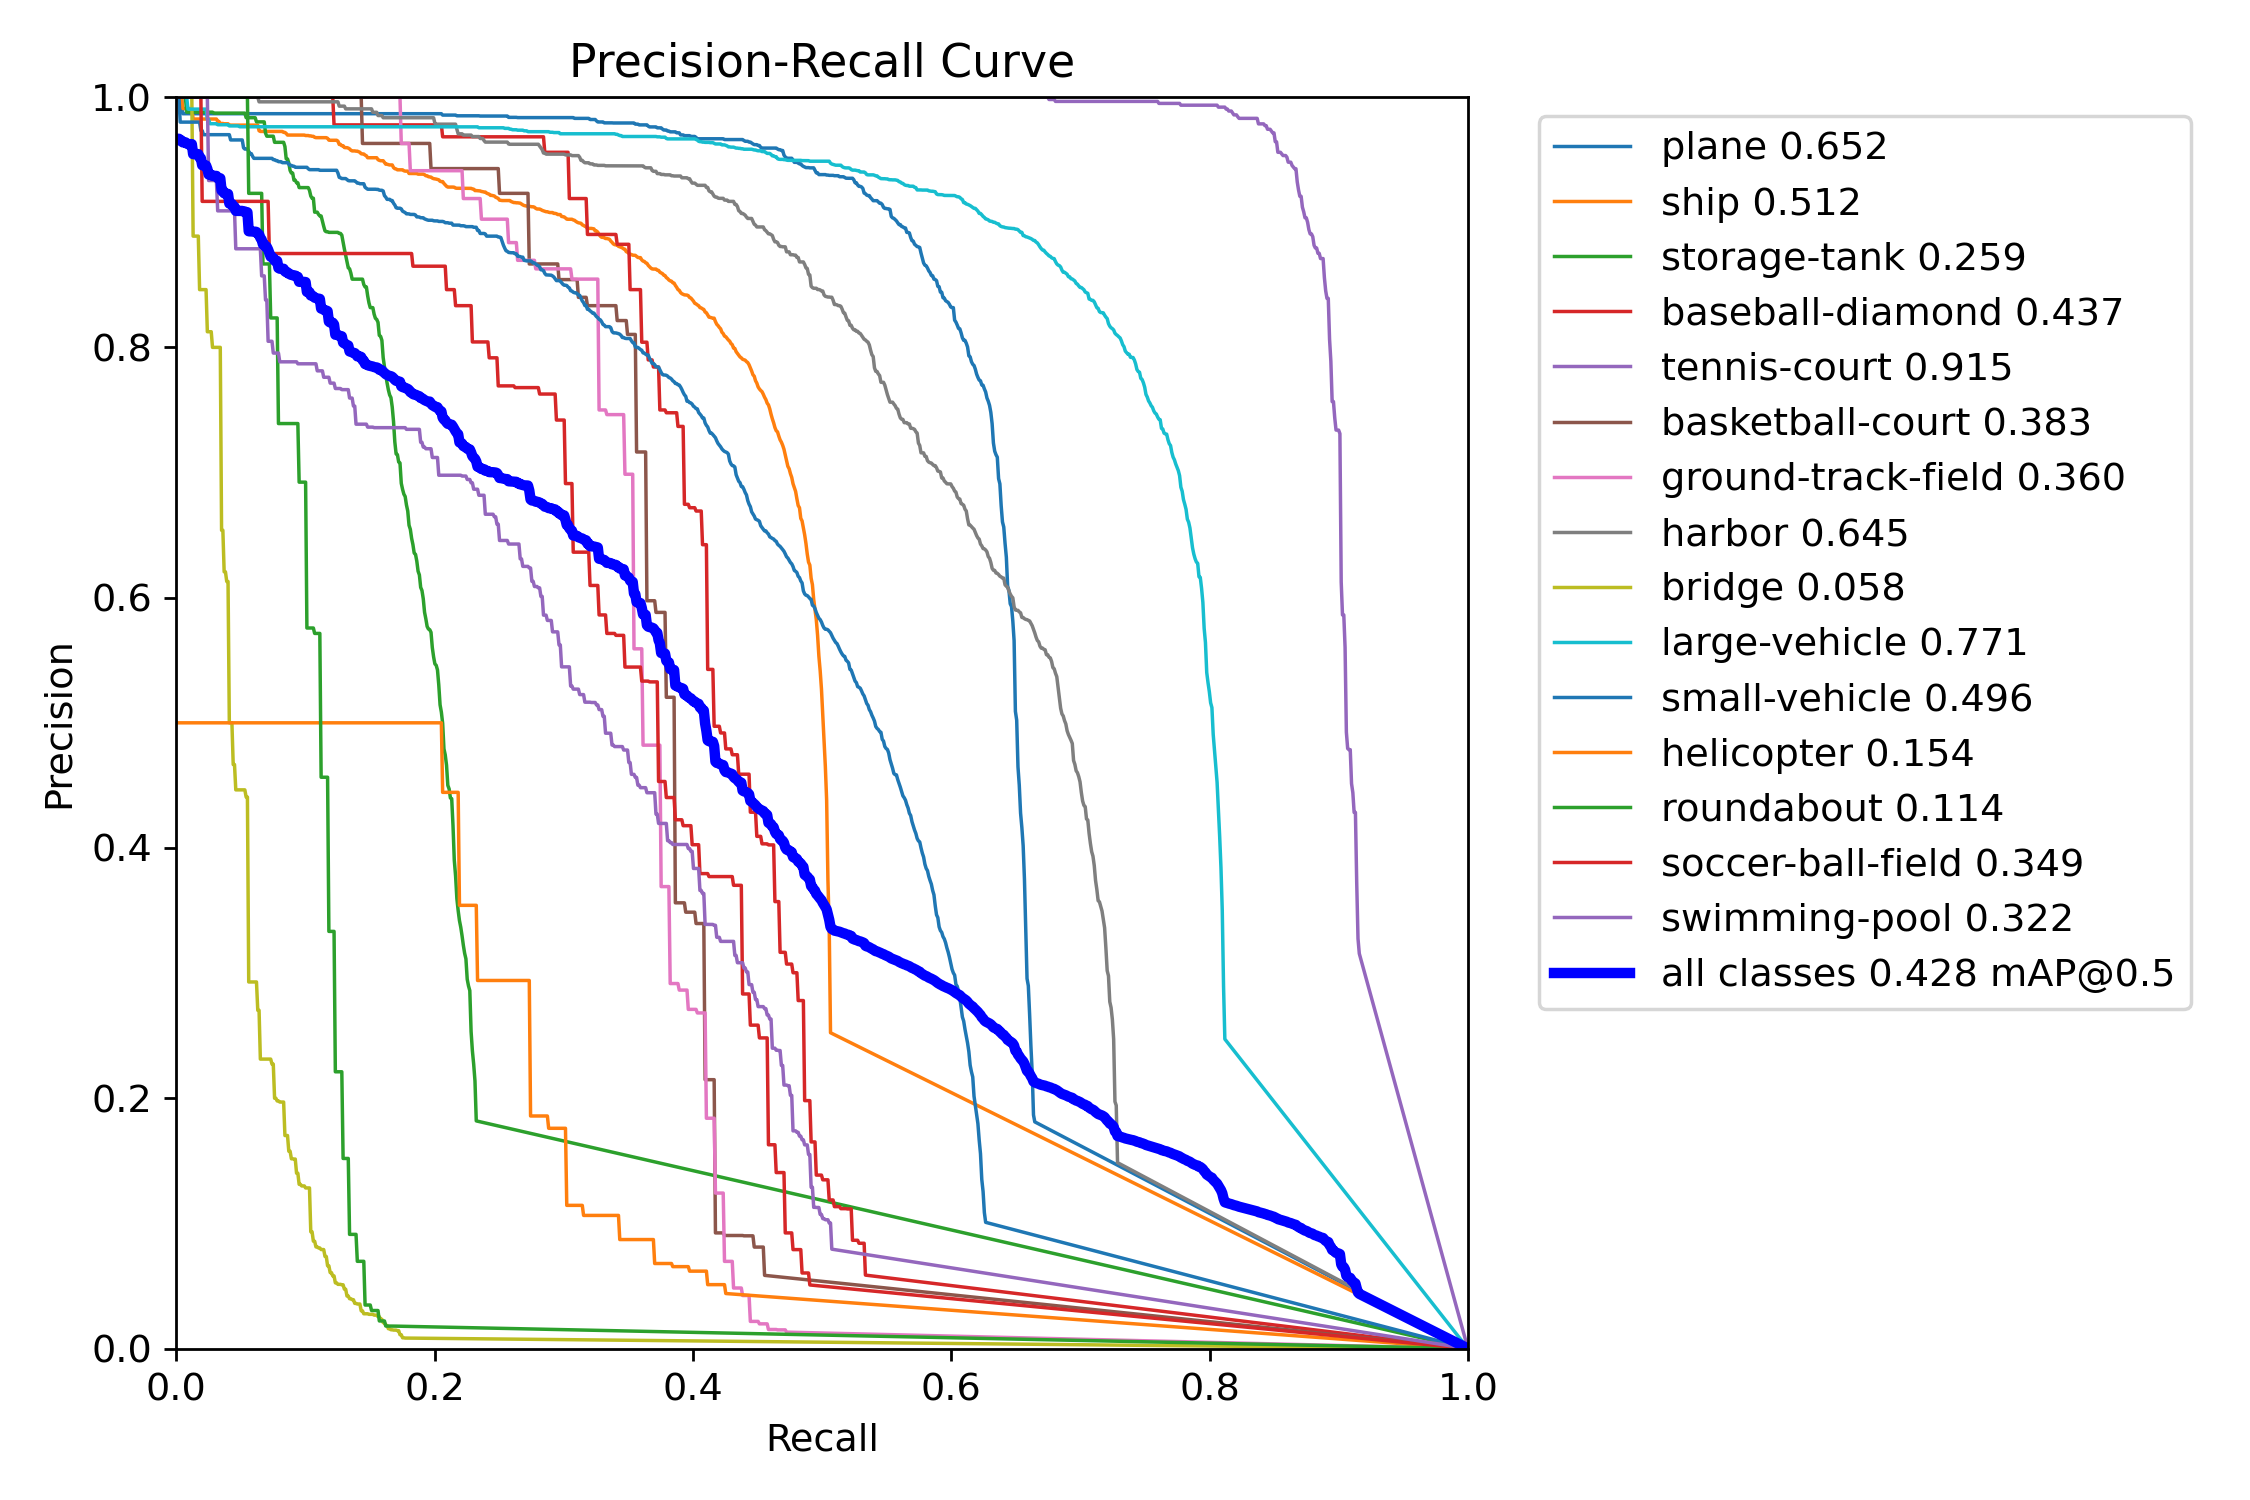 Precision-Recall Curve
1.0
0.8
0.6
0.4
0.2
0.0
Precision
0.0 0.2 0.4 0.6 0.8 1.0
Recall
plane 0.652
ship 0.512
storage-tank 0.259
baseball-diamond 0.437
tennis-court 0.915
basketball-court 0.383
ground-track-field 0.360
harbor 0.645
bridge 0.058
large-vehicle 0.771
small-vehicle 0.496
helicopter 0.154
roundabout 0.114
soccer-ball-field 0.349
swimming-pool 0.322
all classes 0.428 mAP@0.5